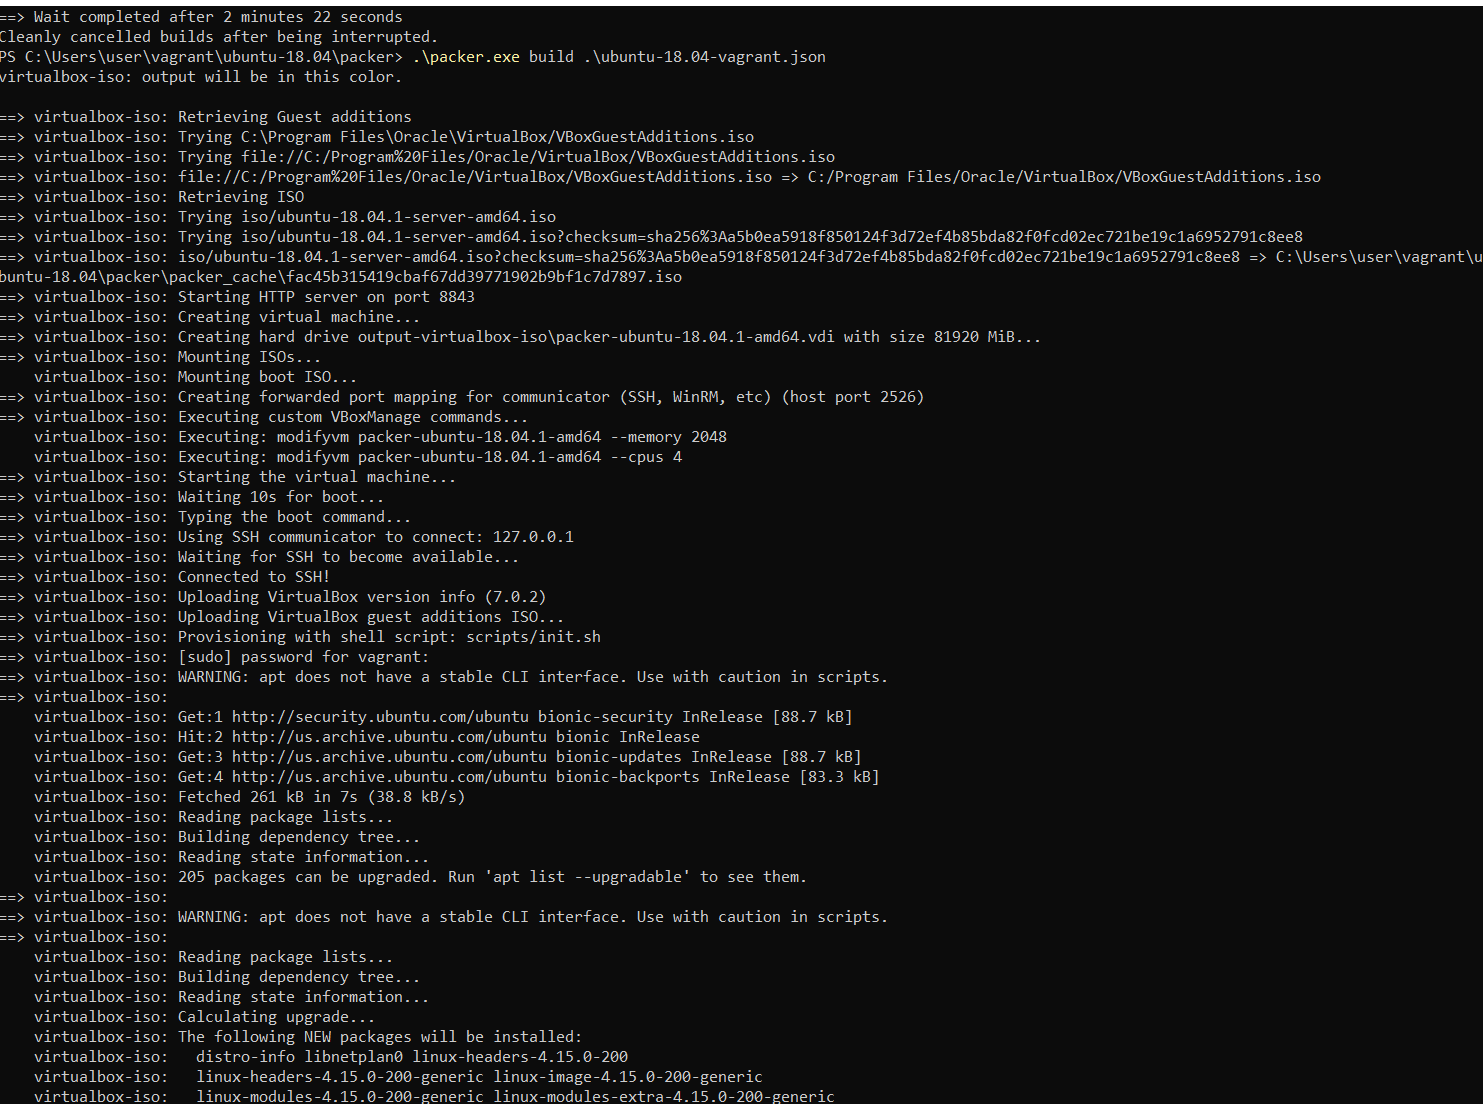 ==> Wait completed after 2 minutes 22 seconds
Cleanly cancelled builds after being interrupted.
PS C:\Users\user\vagrant\ubuntu-18.04\packer> .\packer.exe build .\ubuntu-18.04-vagrant.json
virtualbox-iso: output will be in this color.
==> virtualbox-iso: Retrieving Guest additions
==> virtualbox-iso: Trying C:\Program Files\Oracle\VirtualBox/VBoxGuestAdditions.iso
==> virtualbox-iso: Trying file://C:/Program%20Files/Oracle/VirtualBox/VBoxGuestAdditions.iso
==> virtualbox-iso: file://C:/Program%20Files/Oracle/VirtualBox/VBoxGuestAdditions.iso => C:/Program Files/Oracle/VirtualBox/VBoxGuestAdditions.iso
==> virtualbox-iso: Retrieving ISO
==> virtualbox-iso: Trying iso/ubuntu-18.04.1-server-amd64.iso
==> virtualbox-iso: Trying iso/ubuntu-18.04.1-server-amd64.iso?checksum=sha256%3Aa5b0ea5918f850124f3d72ef4b85bda82f0fcd02ec721be19c1a6952791c8ee8
==> virtualbox-iso: iso/ubuntu-18.04.1-server-amd64.iso?checksum=sha256%3Aa5b0ea5918f850124f3d72ef4b85bda82f0fcd02ec721be19c1a6952791c8ee8 => C:\Users\user\vagrant\u
buntu-18.04\packer\packer_cache\fac45b315419cbaf67dd39771902b9bf1c7d7897.iso
==> virtualbox-iso: Starting HTTP server on port 8843
==> virtualbox-iso: Creating virtual machine...
==> virtualbox-iso: Creating hard drive output-virtualbox-iso\packer-ubuntu-18.04.1-amd64.vdi with size 81920 MiB...
==> virtualbox-iso: Mounting ISOs...
    virtualbox-iso: Mounting boot ISO...
==> virtualbox-iso: Creating forwarded port mapping for communicator (SSH, WinRM, etc) (host port 2526)
==> virtualbox-iso: Executing custom VBoxManage commands...
    virtualbox-iso: Executing: modifyvm packer-ubuntu-18.04.1-amd64 --memory 2048
    virtualbox-iso: Executing: modifyvm packer-ubuntu-18.04.1-amd64 --cpus 4
==> virtualbox-iso: Starting the virtual machine...
==> virtualbox-iso: Waiting 10s for boot...
==> virtualbox-iso: Typing the boot command...
==> virtualbox-iso: Using SSH communicator to connect: 127.0.0.1
==> virtualbox-iso: Waiting for SSH to become available...
==> virtualbox-iso: Connected to SSH!
==> virtualbox-iso: Uploading VirtualBox version info (7.0.2)
==> virtualbox-iso: Uploading VirtualBox guest additions ISO...
==> virtualbox-iso: Provisioning with shell script: scripts/init.sh
==> virtualbox-iso: [sudo] password for vagrant:
==> virtualbox-iso: WARNING: apt does not have a stable CLI interface. Use with caution in scripts.
==> virtualbox-iso:
    virtualbox-iso: Get:1 http://security.ubuntu.com/ubuntu bionic-security InRelease [88.7 kB]
    virtualbox-iso: Hit:2 http://us.archive.ubuntu.com/ubuntu bionic InRelease
    virtualbox-iso: Get:3 http://us.archive.ubuntu.com/ubuntu bionic-updates InRelease [88.7 kB]
    virtualbox-iso: Get:4 http://us.archive.ubuntu.com/ubuntu bionic-backports InRelease [83.3 kB]
    virtualbox-iso: Fetched 261 kB in 7s (38.8 kB/s)
    virtualbox-iso: Reading package lists...
    virtualbox-iso: Building dependency tree...
    virtualbox-iso: Reading state information...
    virtualbox-iso: 205 packages can be upgraded. Run 'apt list --upgradable' to see them.
==> virtualbox-iso:
==> virtualbox-iso: WARNING: apt does not have a stable CLI interface. Use with caution in scripts.
==> virtualbox-iso:
    virtualbox-iso: Reading package lists...
    virtualbox-iso: Building dependency tree...
    virtualbox-iso: Reading state information...
    virtualbox-iso: Calculating upgrade...
    virtualbox-iso: The following NEW packages will be installed:
    virtualbox-iso:   distro-info libnetplan0 linux-headers-4.15.0-200
    virtualbox-iso:   linux-headers-4.15.0-200-generic linux-image-4.15.0-200-generic
    virtualbox-iso:   linux-modules-4.15.0-200-generic linux-modules-extra-4.15.0-200-generic